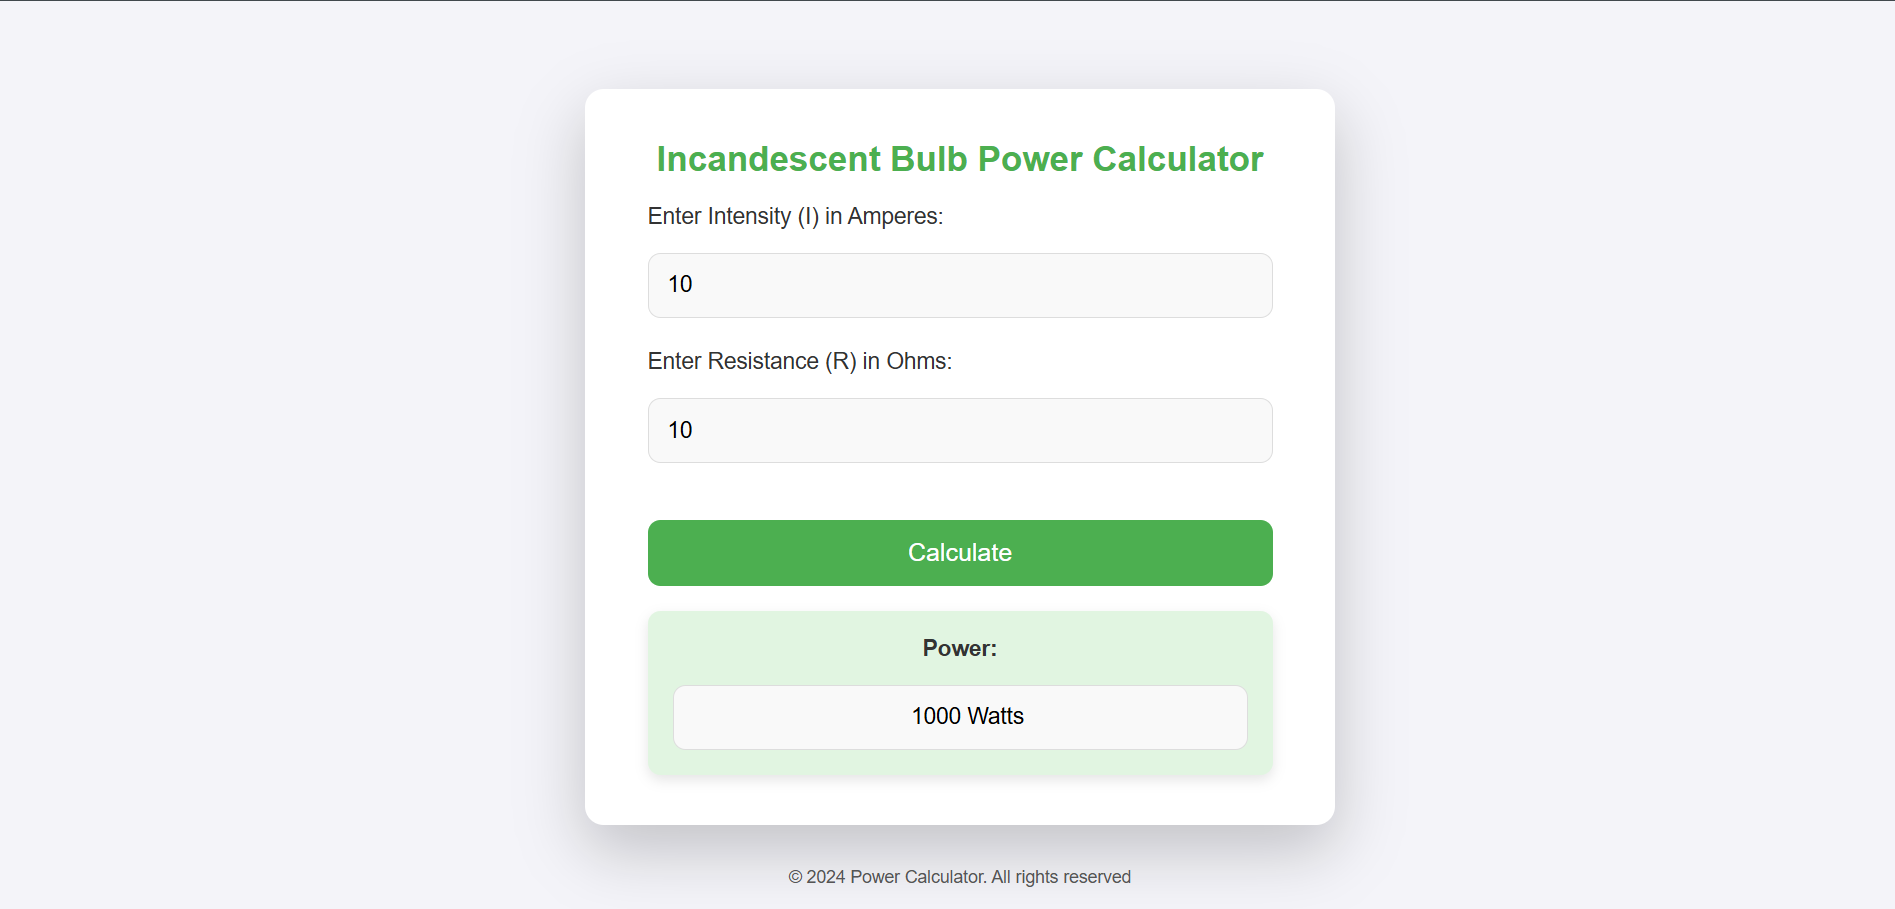 Incandescent Bulb Power Calculator
Enter Intensity (I) in Amperes:
10
Enter Resistance (R) in Ohms:
10
Calculate
Power:
1000 Watts
© 2024 Power Calculator. All rights reserved